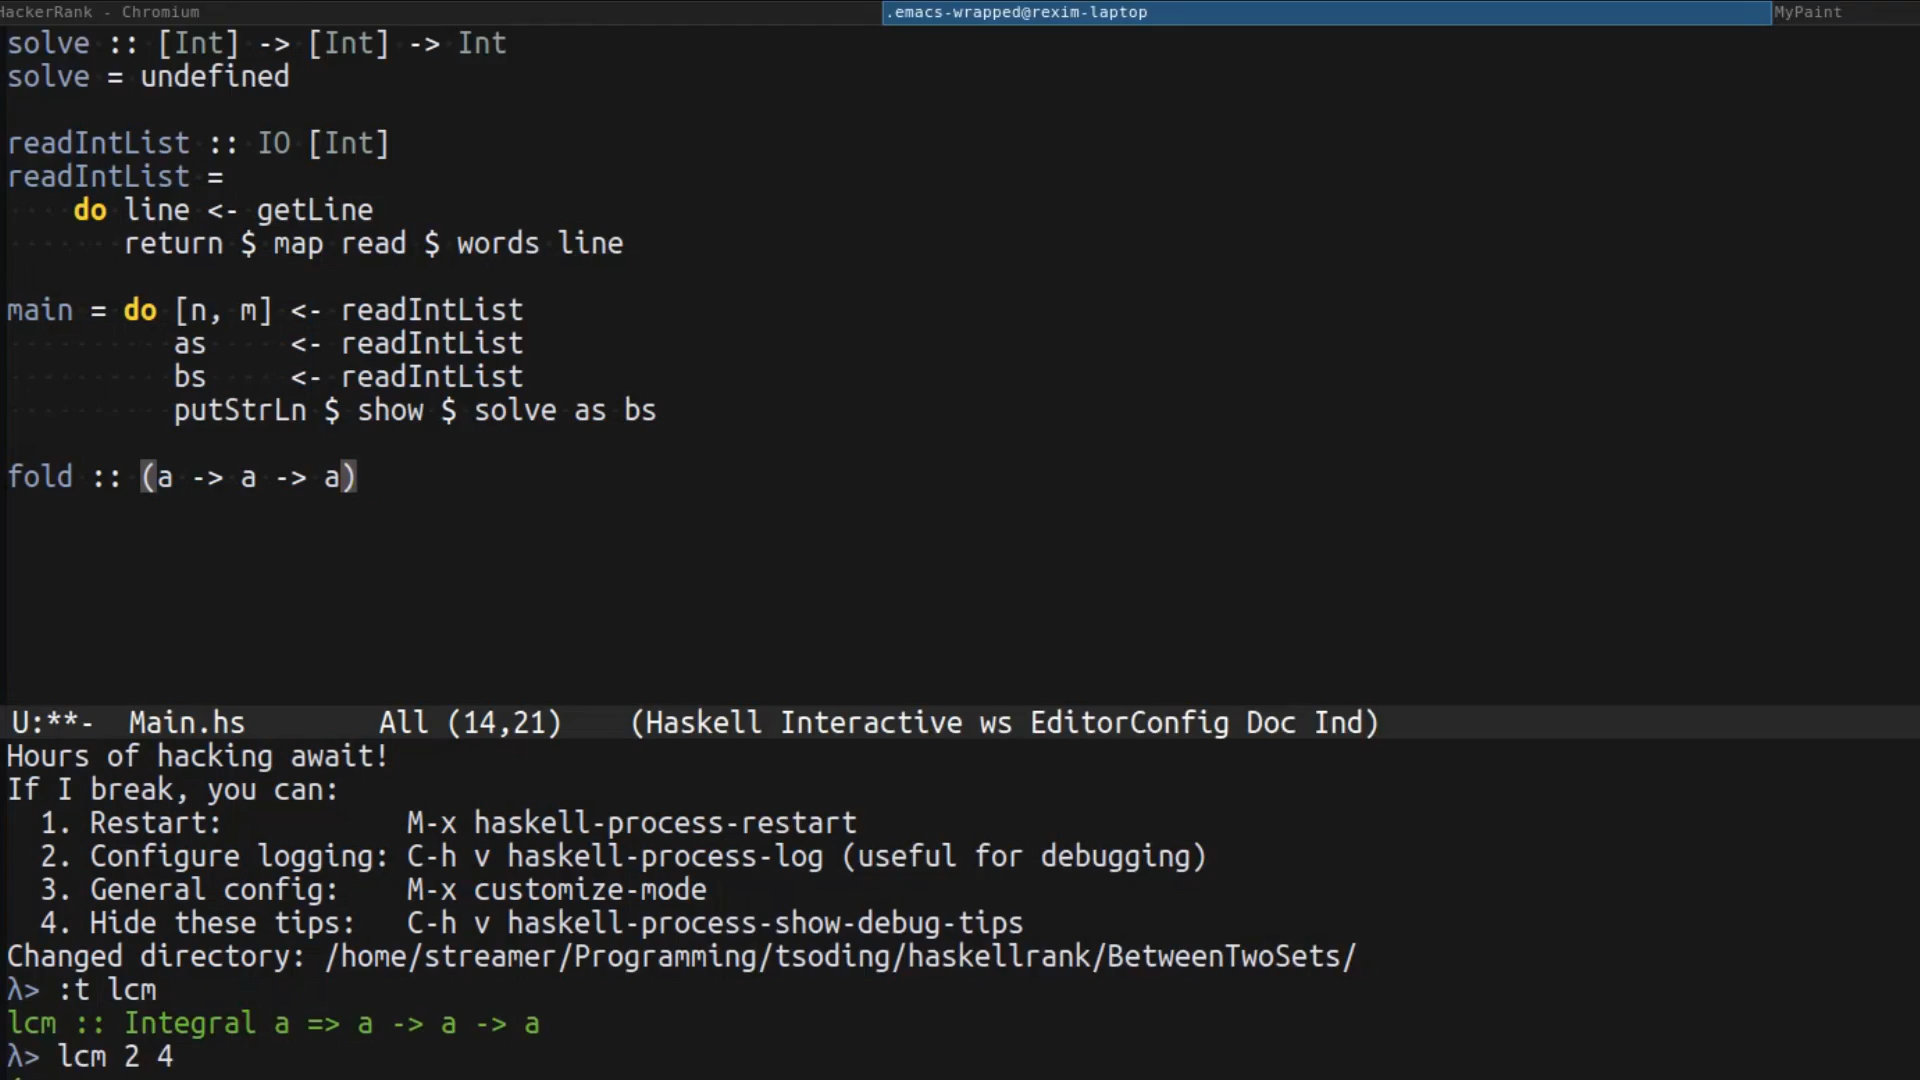 HackerRank - Chromium
.emacs-wrapped@rexim-laptop
MyPaint
solve :: [Int] -> [Int] -> Int
solve = undefined
readIntList :: IO [Int]
readIntList =
do line <- getLine
return $ map read $ words line
main = do [n, m] <- readIntList
as <- readIntList
bs <- readIntList
putStrLn $ show $ solve as bs
fold :: (a -> a -> a)
U:**- Main.hs All (14,21) (Haskell Interactive ws EditorConfig Doc Ind)
Hours of hacking await!
If I break, you can:
1. Restart: M-x haskell-process-restart
2. Configure logging: C-h v haskell-process-log (useful for debugging)
3. General config: M-x customize-mode
4. Hide these tips: C-h v haskell-process-show-debug-tips
Changed directory: /home/streamer/Programming/tsoding/haskellrank/BetweenTwoSets/
λ> :t lcm
lcm :: Integral a => a -> a -> a
λ> lcm 2 4